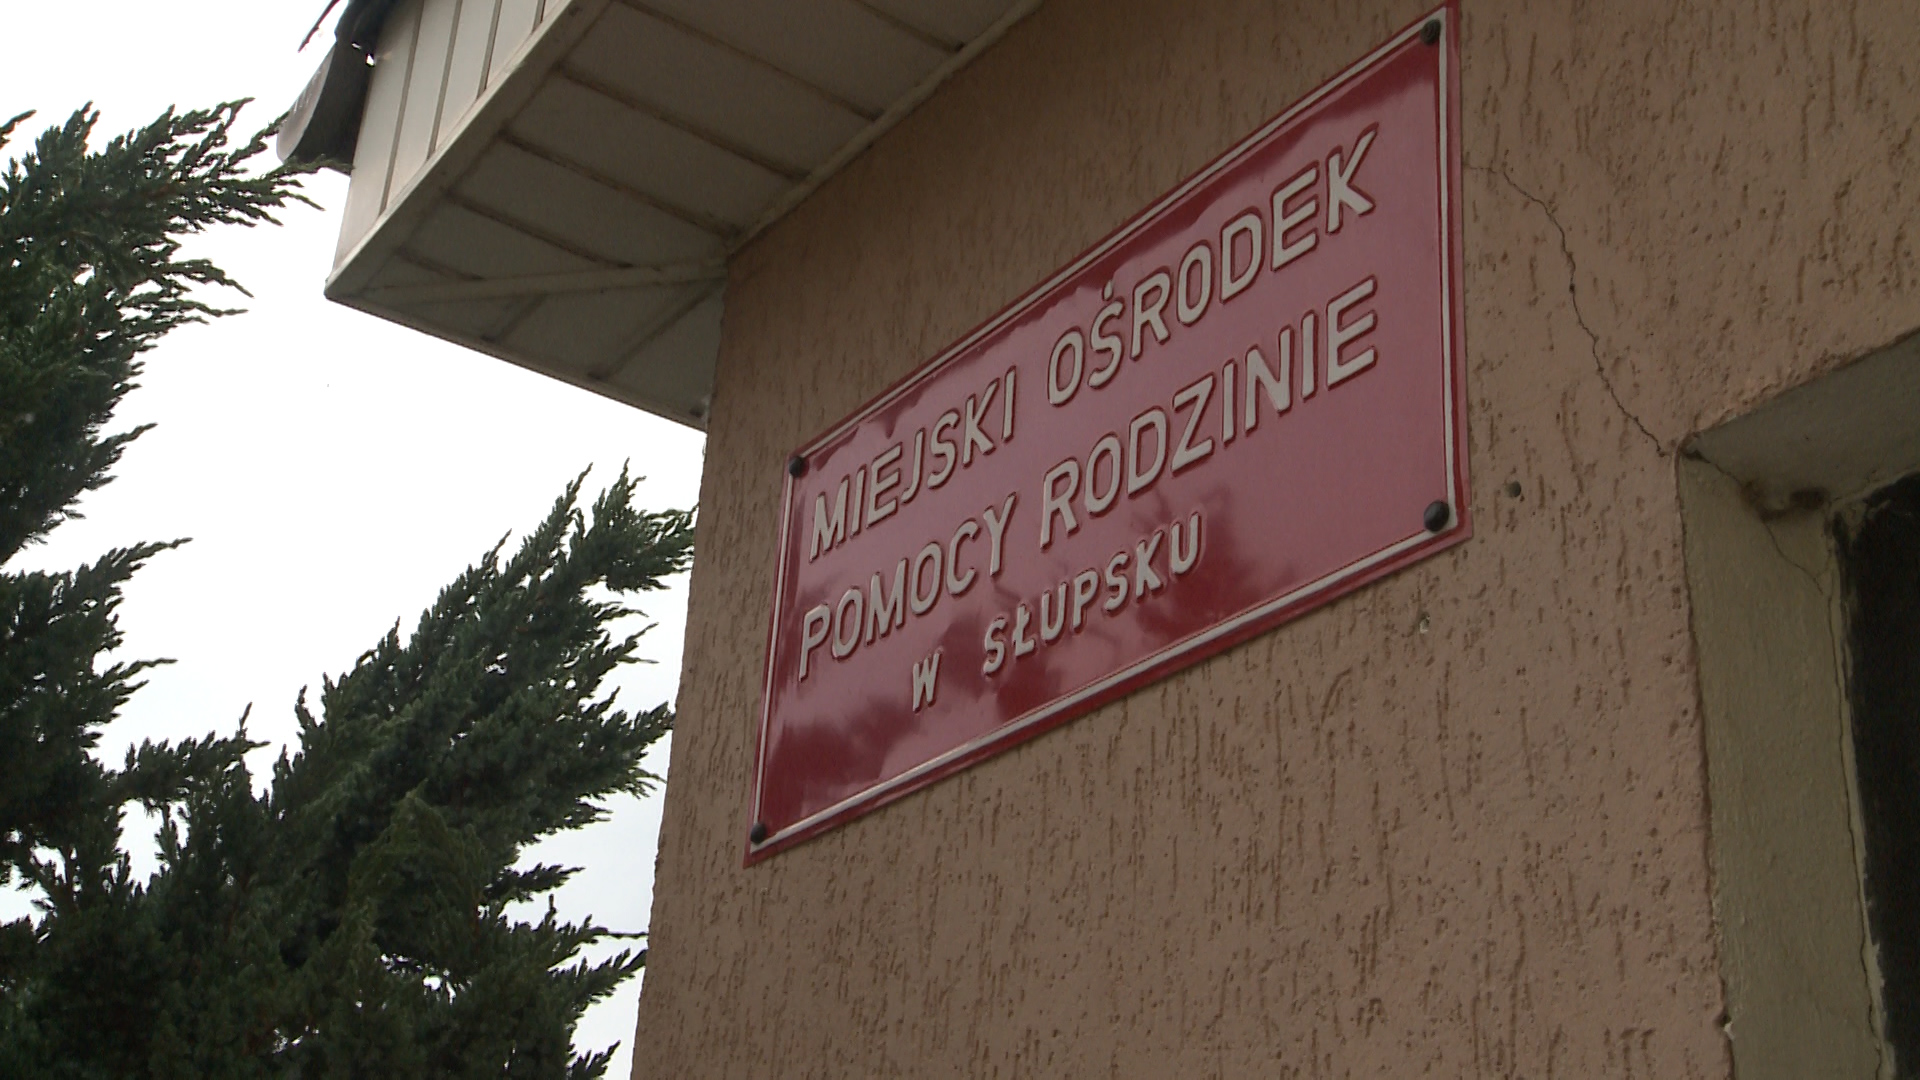 MIEJSKI OŚRODEK
POMOCY RODZINIE
W SŁUPSKU